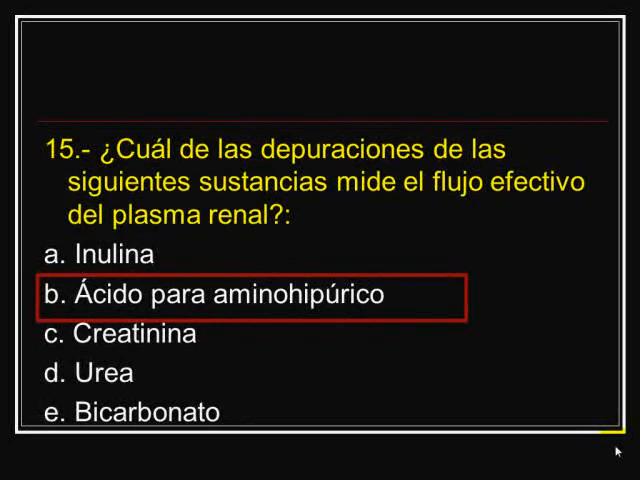 15.- ¿Cuál de las depuraciones de las
siguientes sustancias mide el flujo efectivo
del plasma renal?:
a. Inulina
b. Ácido para aminohipúrico
c. Creatinina
d. Urea
e. Bicarbonato